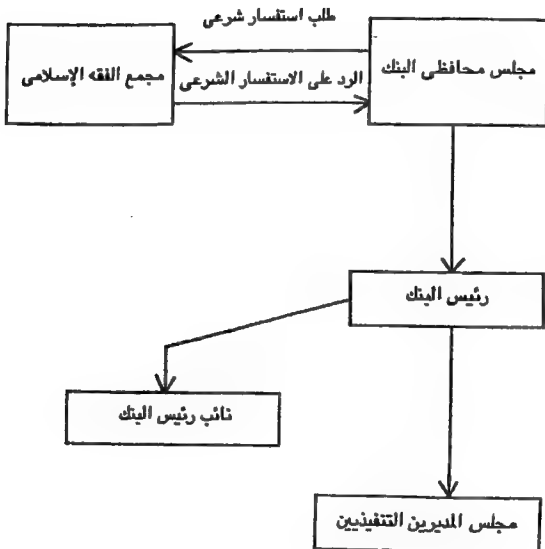 طلب استفسار شرعى
مجلس محافظى البنك
مجمع الفقه الإسلامى
الرد على الاستفسار الشرعى
رئيس البنك
نائب رئيس البنك
مجلس المديرين التنفيذيين